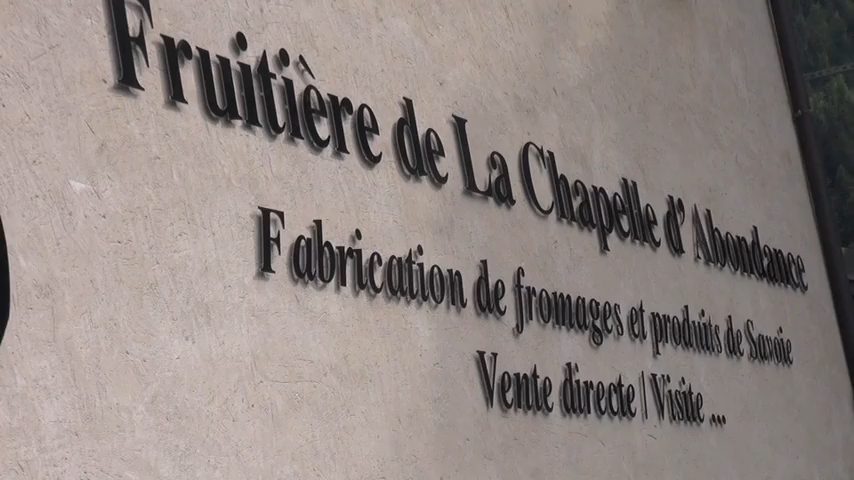 Fruitière de La Chapelle d'Abondance
Fabrication de fromages et produits de Savoie
Vente directe | Visite ...